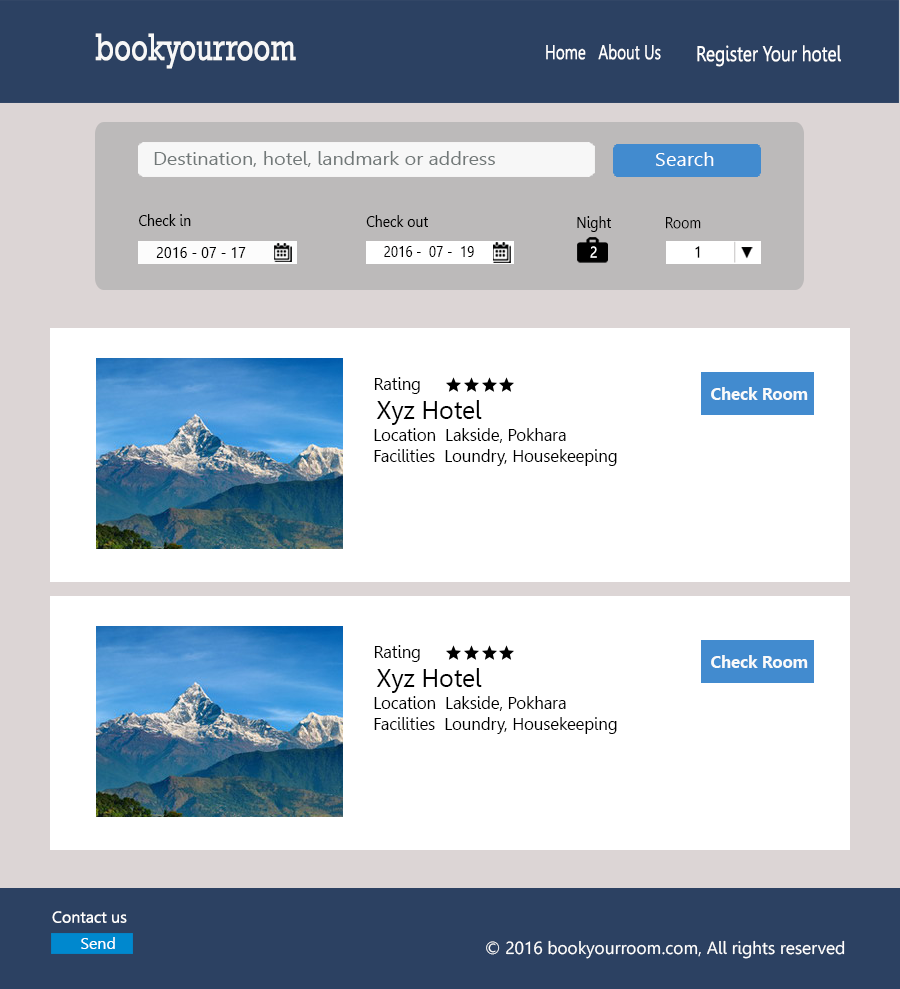 bookyourroom
Home About Us Register Your hotel
Destination, hotel, landmark or address
Search
Check in Check out Night Room
2016 - 07 - 17 2016 - 07 - 19 2 1
Rating ★★★★
Xyz Hotel
Location Lakside, Pokhara
Facilities Loundry, Housekeeping
Check Room
Rating ★★★★
Xyz Hotel
Location Lakside, Pokhara
Facilities Loundry, Housekeeping
Check Room
Contact us
Send
© 2016 bookyourroom.com, All rights reserved